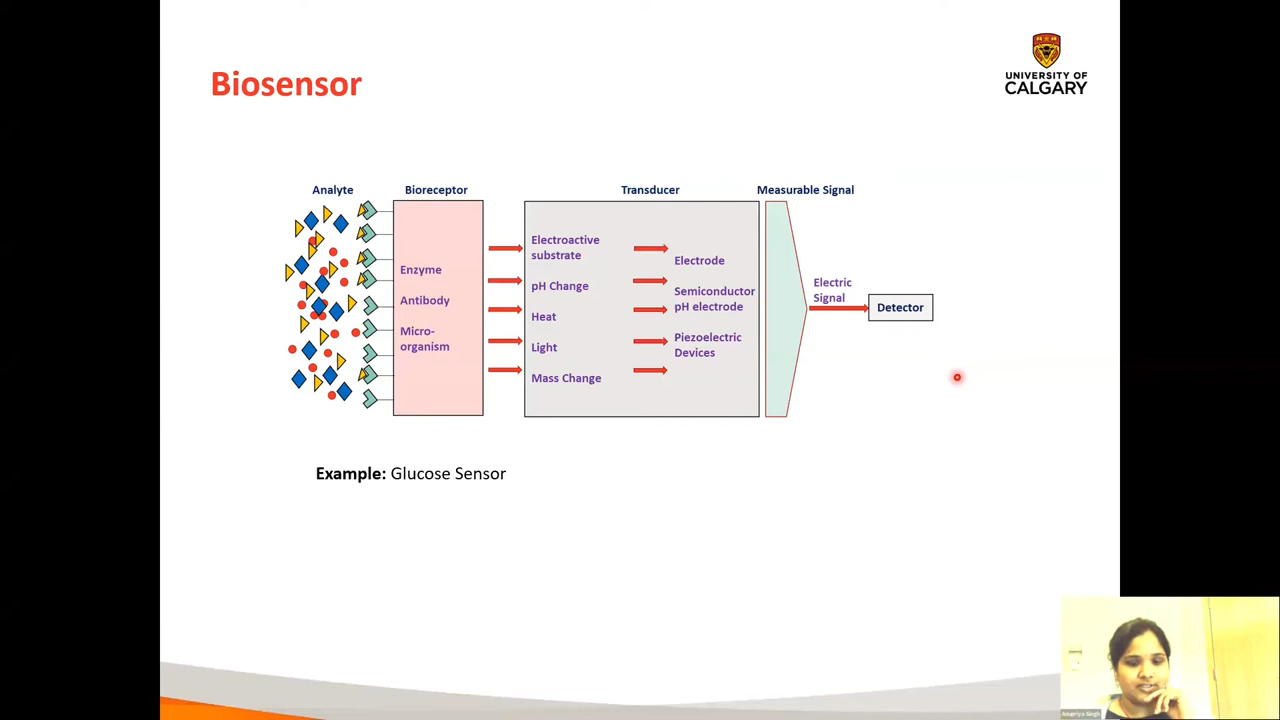 Biosensor
UNIVERSITY OF
CALGARY
Analyte
Bioreceptor
Transducer
Measurable Signal
Enzyme
Antibody
Micro-
organism
Electroactive
substrate
pH Change
Heat
Light
Mass Change
Electrode
Semiconductor
pH electrode
Piezoelectric
Devices
Electric
Signal
Detector
Example: Glucose Sensor